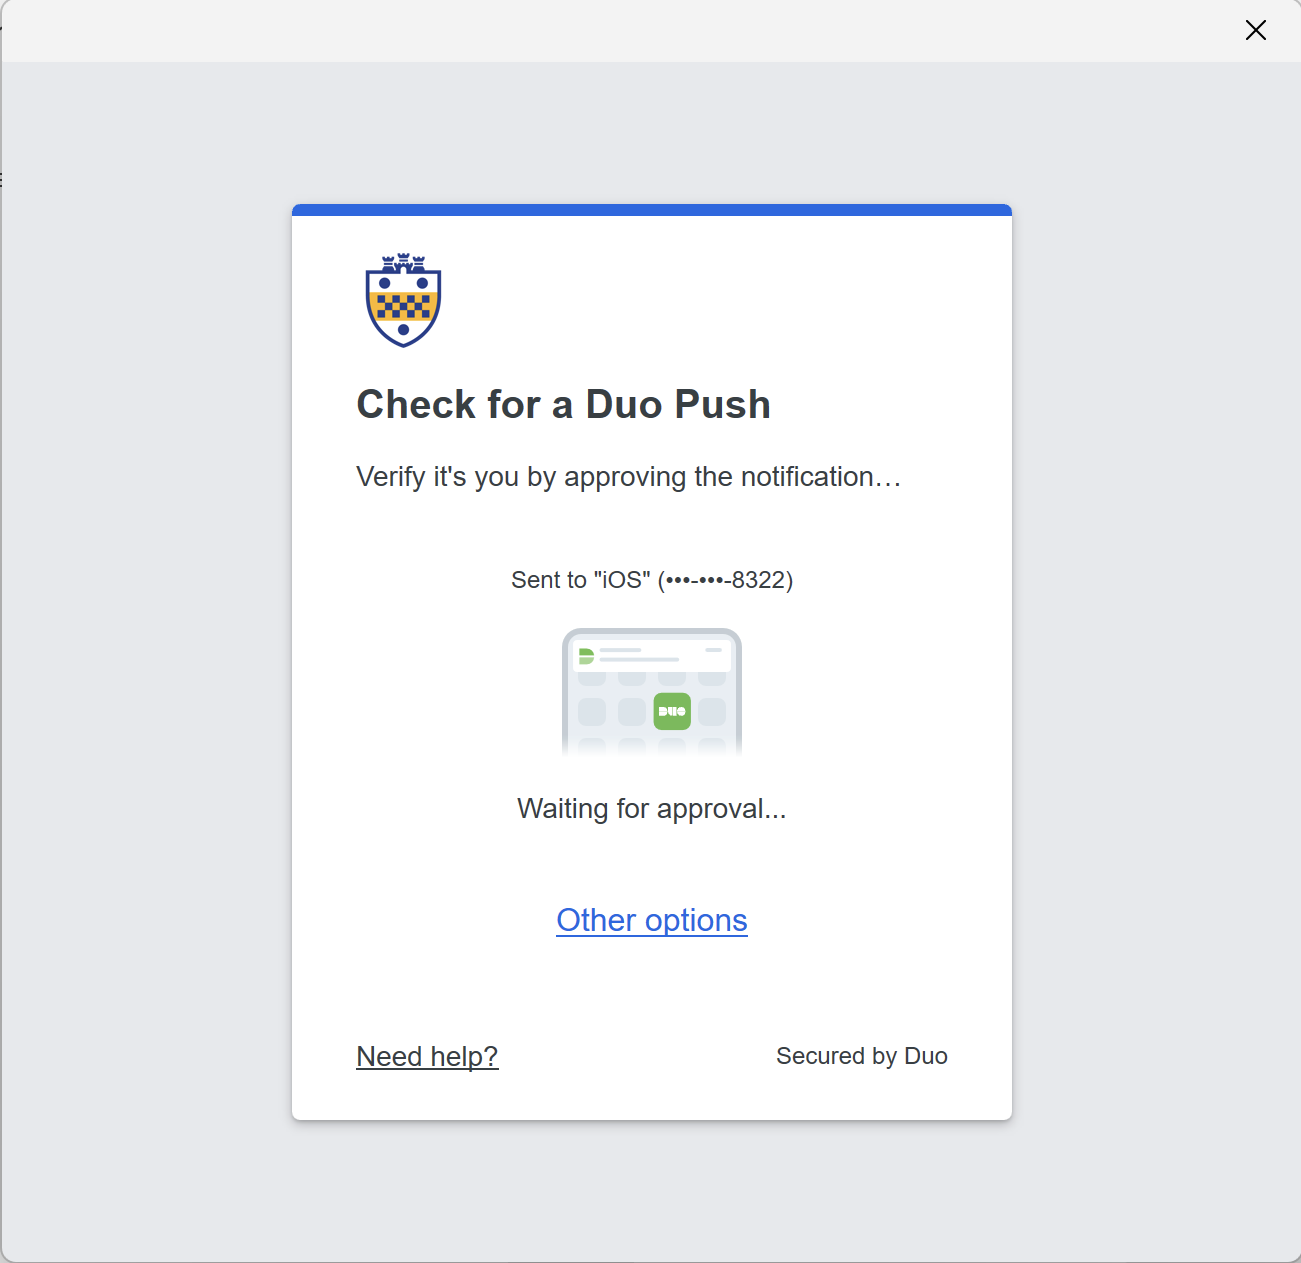 Check for a Duo Push
Verify it's you by approving the notification…
Sent to "iOS" (•••-•••-8322)
DUO
Waiting for approval...
Other options
Need help?
Secured by Duo